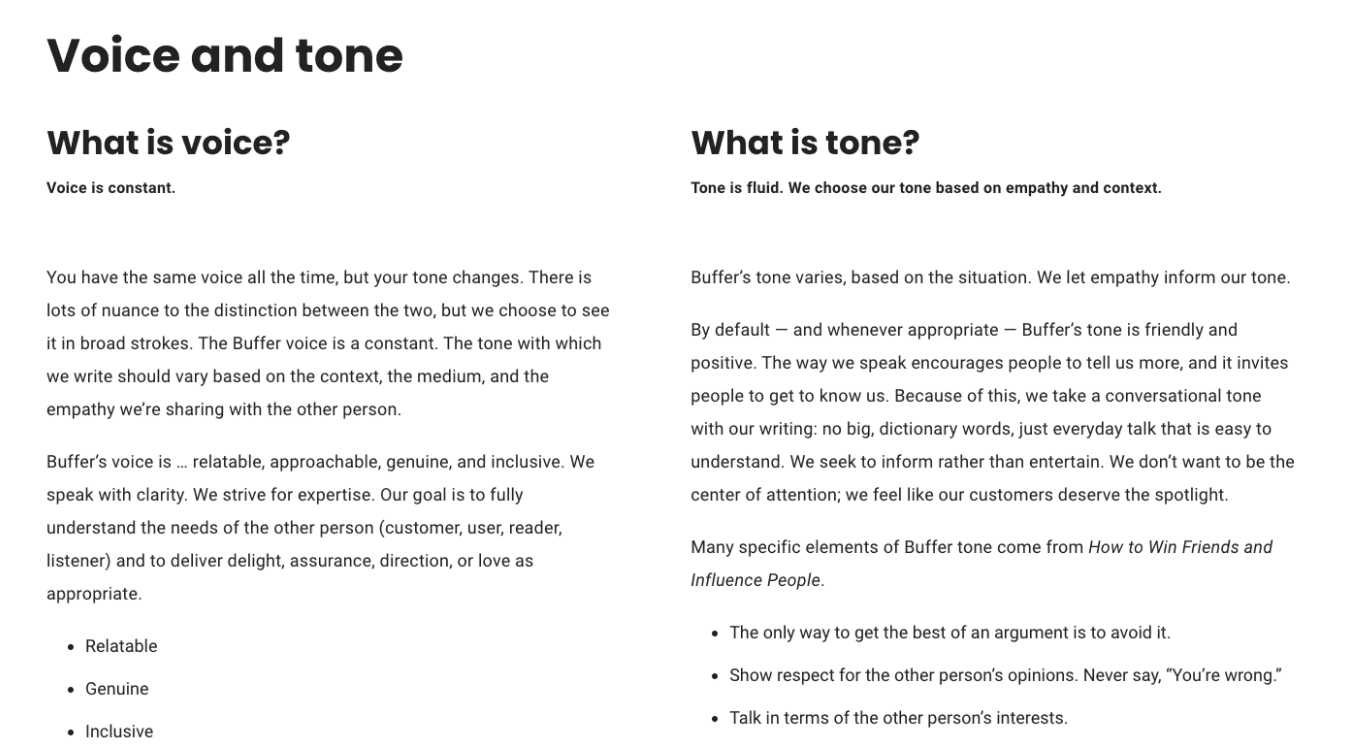 Voice and tone
What is voice?
Voice is constant.
You have the same voice all the time, but your tone changes. There is
lots of nuance to the distinction between the two, but we choose to see
it in broad strokes. The Buffer voice is a constant. The tone with which
we write should vary based on the context, the medium, and the
empathy we’re sharing with the other person.
Buffer’s voice is … relatable, approachable, genuine, and inclusive. We
speak with clarity. We strive for expertise. Our goal is to fully
understand the needs of the other person (customer, user, reader,
listener) and to deliver delight, assurance, direction, or love as
appropriate.
• Relatable
• Genuine
• Inclusive
What is tone?
Tone is fluid. We choose our tone based on empathy and context.
Buffer’s tone varies, based on the situation. We let empathy inform our tone.
By default — and whenever appropriate — Buffer’s tone is friendly and
positive. The way we speak encourages people to tell us more, and it invites
people to get to know us. Because of this, we take a conversational tone
with our writing: no big, dictionary words, just everyday talk that is easy to
understand. We seek to inform rather than entertain. We don’t want to be the
center of attention; we feel like our customers deserve the spotlight.
Many specific elements of Buffer tone come from How to Win Friends and
Influence People.
• The only way to get the best of an argument is to avoid it.
• Show respect for the other person’s opinions. Never say, “You’re wrong.”
• Talk in terms of the other person’s interests.